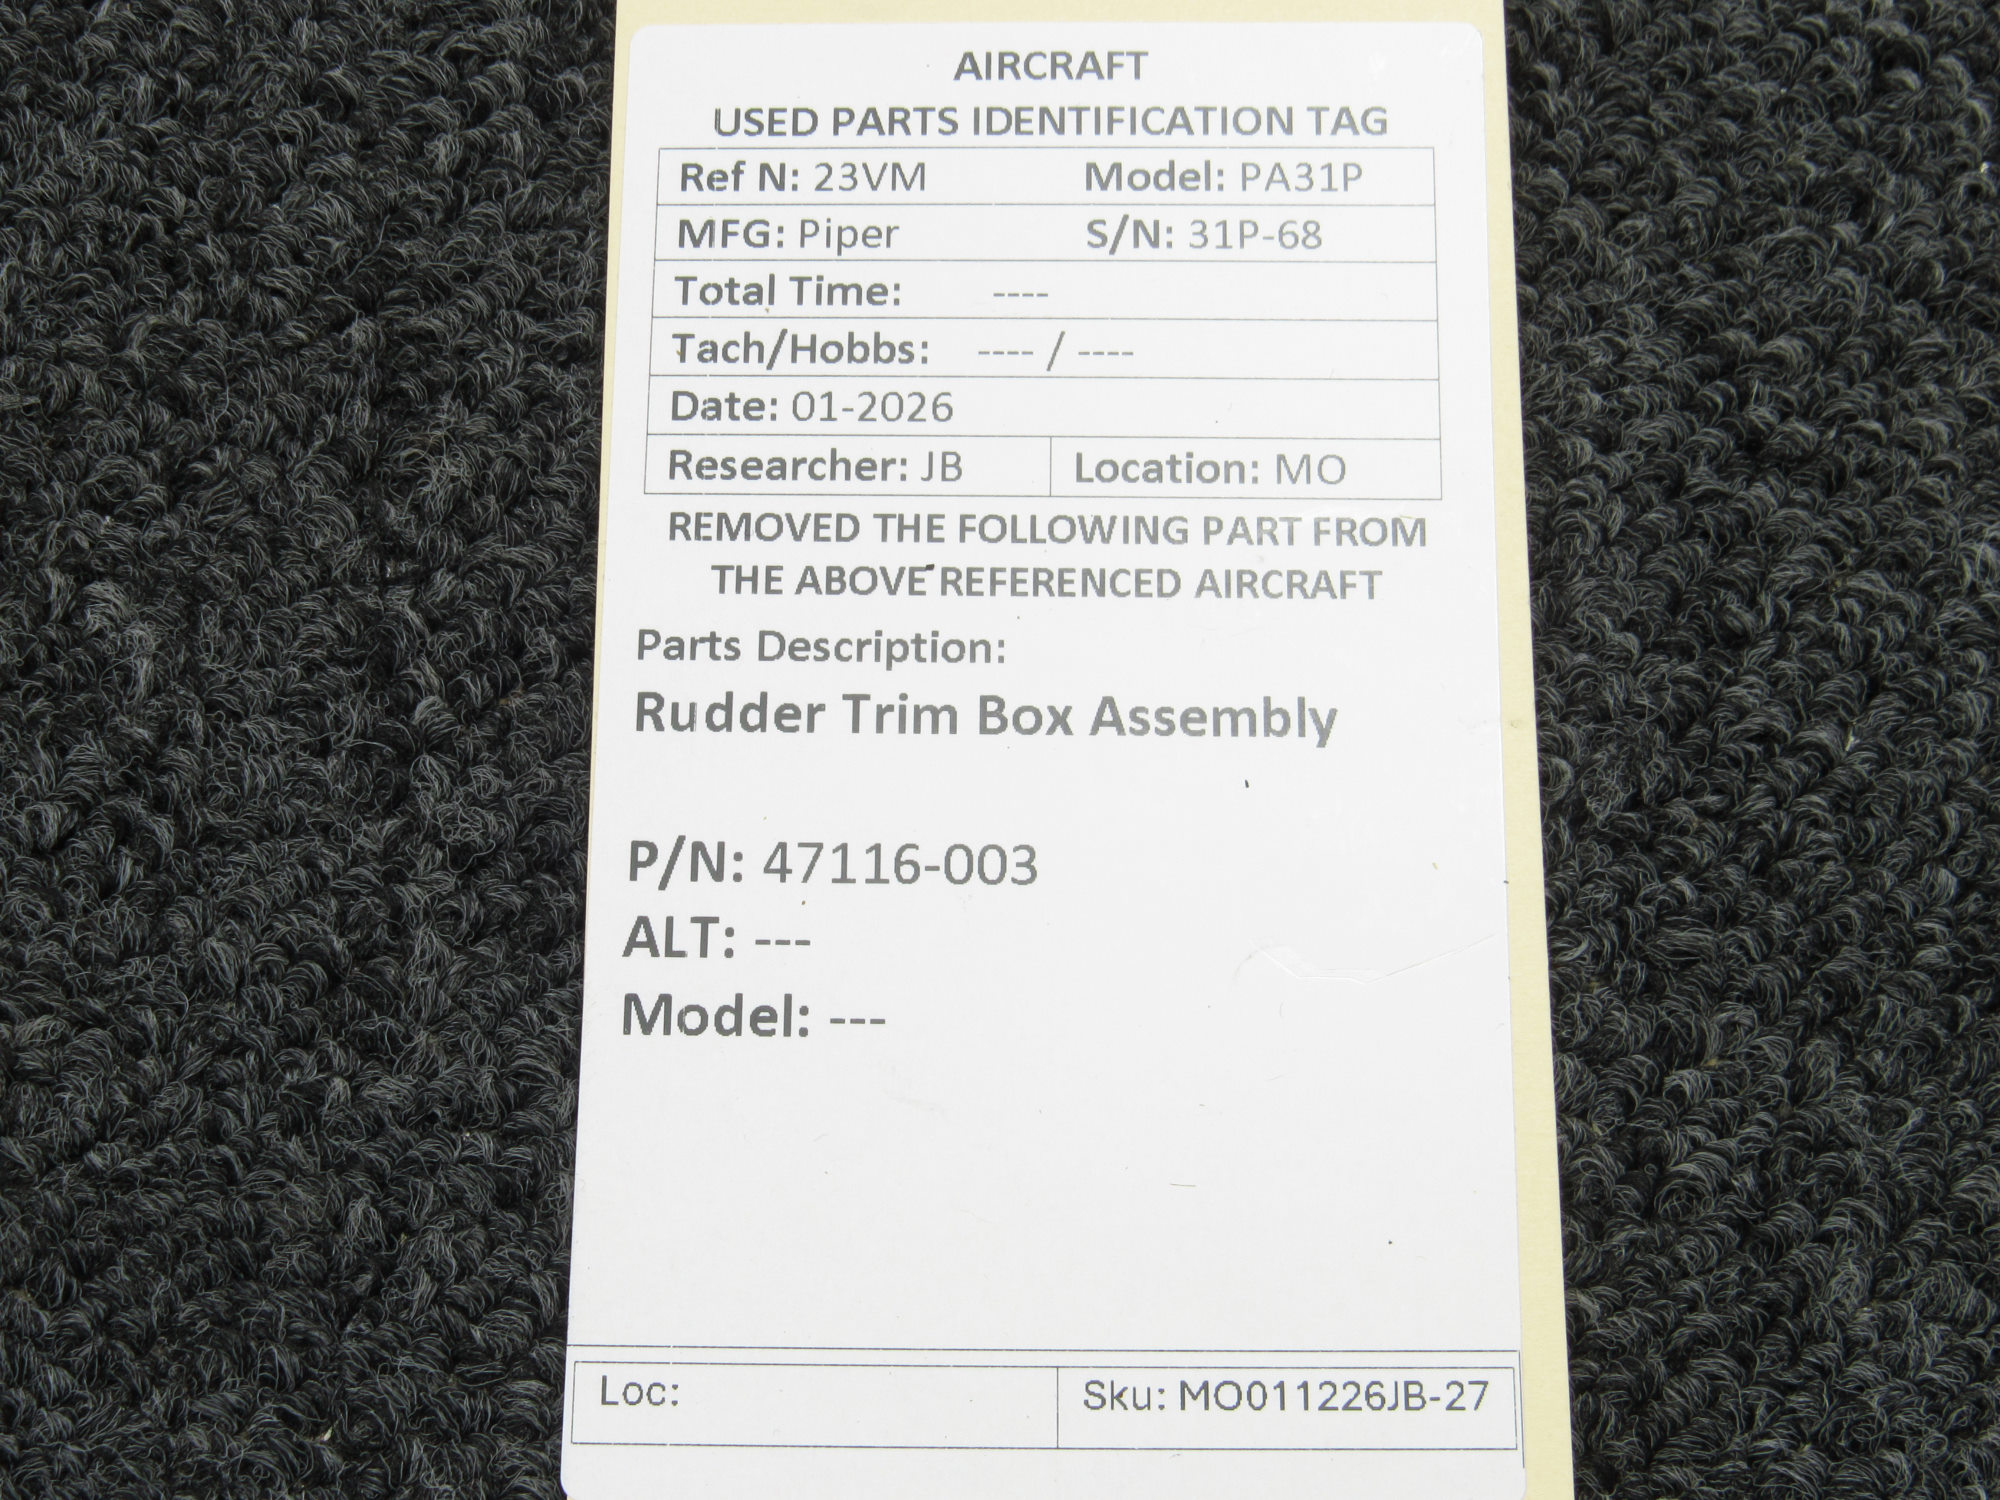 AIRCRAFT
USED PARTS IDENTIFICATION TAG
Ref N: 23VM Model: PA31P
MFG: Piper S/N: 31P-68
Total Time: ----
Tach/Hobbs: ---- / ----
Date: 01-2026
Researcher: JB Location: MO
REMOVED THE FOLLOWING PART FROM
THE ABOVE REFERENCED AIRCRAFT
Parts Description:
Rudder Trim Box Assembly
P/N: 47116-003
ALT: ---
Model: ---
Loc: Sku: MO011226JB-27